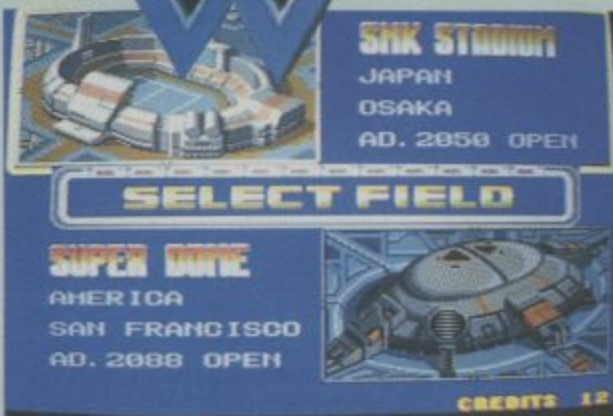 SNK STADIUM
JAPAN
OSAKA
AD.2050 OPEN
SELECT FIELD
SUPER DOME
AMERICA
SAN FRANCISCO
AD.2088 OPEN
CREDITS 12